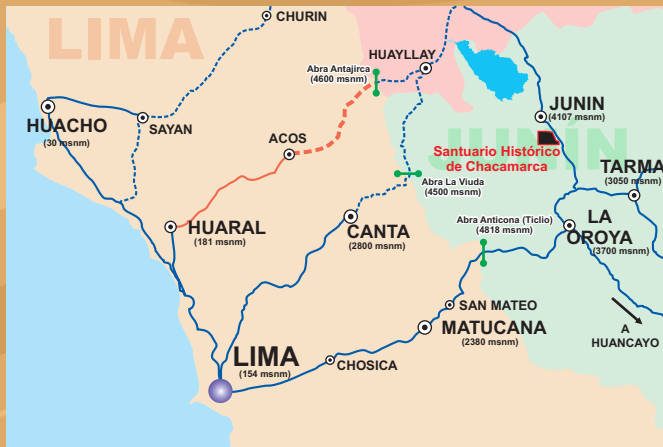 LIMA
CHURIN
HUAYLLAY
Abra Antajirca
(4600 msnm)
HUACHO
(30 msnm)
SAYAN
ACOS
JUNIN
(4107 msnm)
JUNÍN
Santuario Histórico
de Chacamarca
TARMA
(3050 msnm)
Abra La Viuda
(4500 msnm)
HUARAL
(181 msnm)
CANTA
(2800 msnm)
Abra Anticona (Ticlio)
(4818 msnm)
LA
OROYA
(3700 msnm)
SAN MATEO
MATUCANA
(2380 msnm)
A
HUANCAYO
LIMA
(154 msnm)
CHOSICA